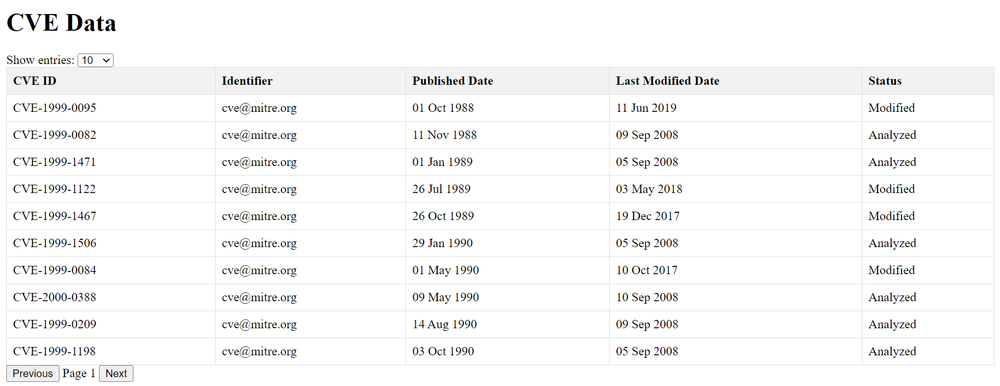 CVE Data
Show entries: 10
CVE ID Identifier Published Date Last Modified Date Status
CVE-1999-0095 cve@mitre.org 01 Oct 1988 11 Jun 2019 Modified
CVE-1999-0082 cve@mitre.org 11 Nov 1988 09 Sep 2008 Analyzed
CVE-1999-1471 cve@mitre.org 01 Jan 1989 05 Sep 2008 Analyzed
CVE-1999-1122 cve@mitre.org 26 Jul 1989 03 May 2018 Modified
CVE-1999-1467 cve@mitre.org 26 Oct 1989 19 Dec 2017 Modified
CVE-1999-1506 cve@mitre.org 29 Jan 1990 05 Sep 2008 Analyzed
CVE-1999-0084 cve@mitre.org 01 May 1990 10 Oct 2017 Modified
CVE-2000-0388 cve@mitre.org 09 May 1990 10 Sep 2008 Analyzed
CVE-1999-0209 cve@mitre.org 14 Aug 1990 09 Sep 2008 Analyzed
CVE-1999-1198 cve@mitre.org 03 Oct 1990 05 Sep 2008 Analyzed
Previous Page 1 Next